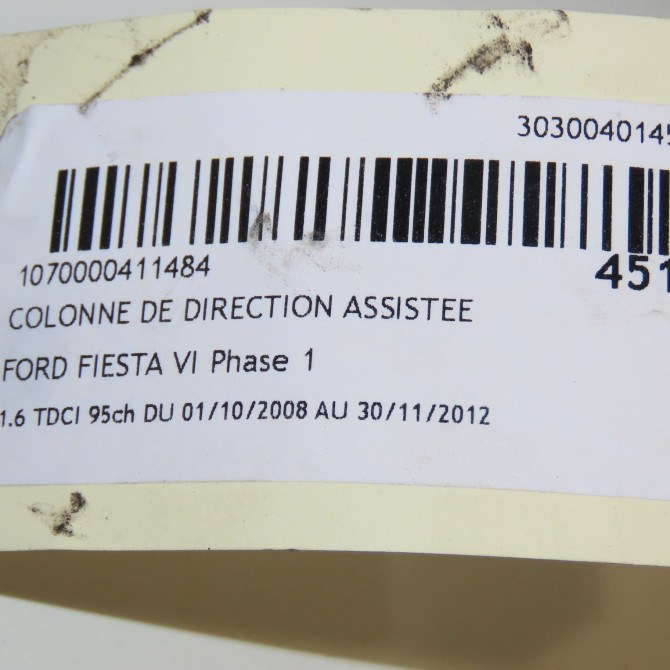 3030040145
1070000411484
451
COLONNE DE DIRECTION ASSISTEE
FORD FIESTA VI Phase 1
1.6 TDCI 95ch DU 01/10/2008 AU 30/11/2012